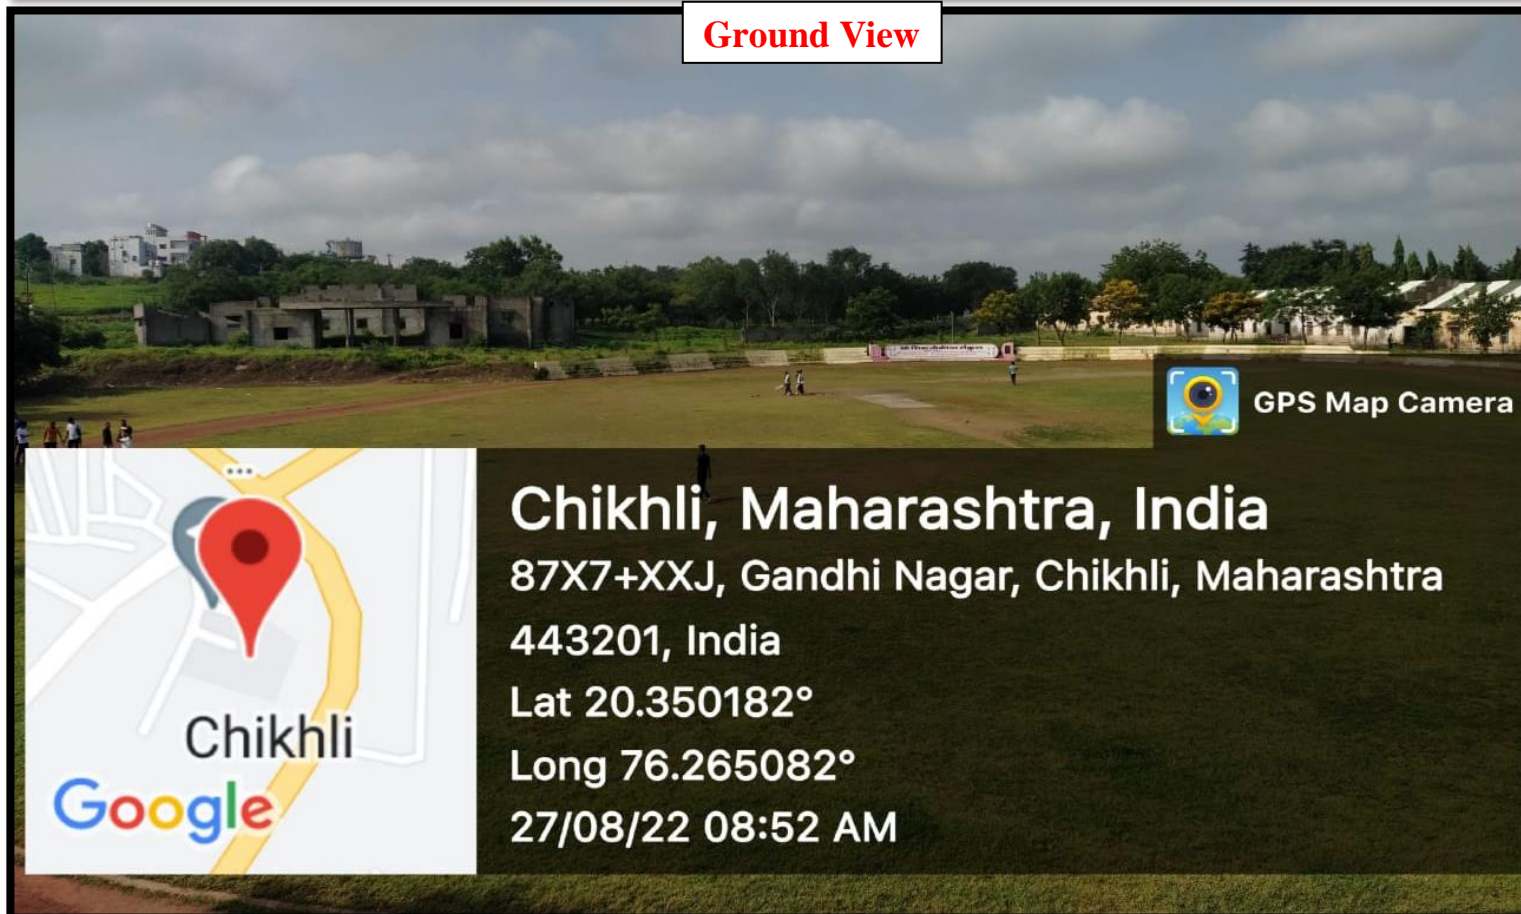 Ground View
GPS Map Camera
Chikhli, Maharashtra, India
87X7+XXJ, Gandhi Nagar, Chikhli, Maharashtra
443201, India
Lat 20.350182°
Long 76.265082°
27/08/22 08:52 AM
Chikhli
Google